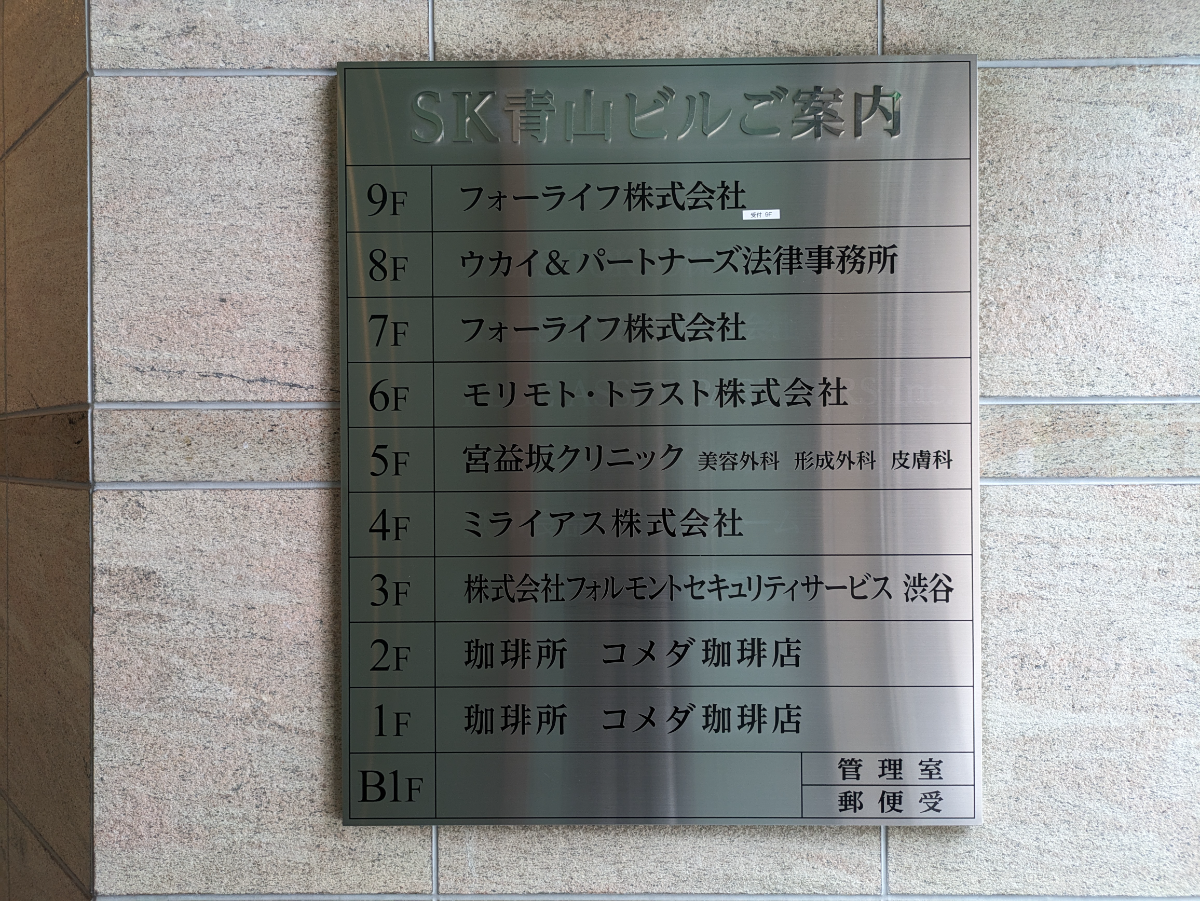 SK青山ビルご案内
9F フォーライフ株式会社
受付 9F
8F ウカイ&パートナーズ法律事務所
7F フォーライフ株式会社
6F モリモト・トラスト株式会社
5F 宮益坂クリニック 美容外科 形成外科 皮膚科
4F ミライアス株式会社
3F 株式会社フォルモントセキュリティサービス 渋谷
2F 珈琲所 コメダ珈琲店
1F 珈琲所 コメダ珈琲店
B1F 管理室
郵便受